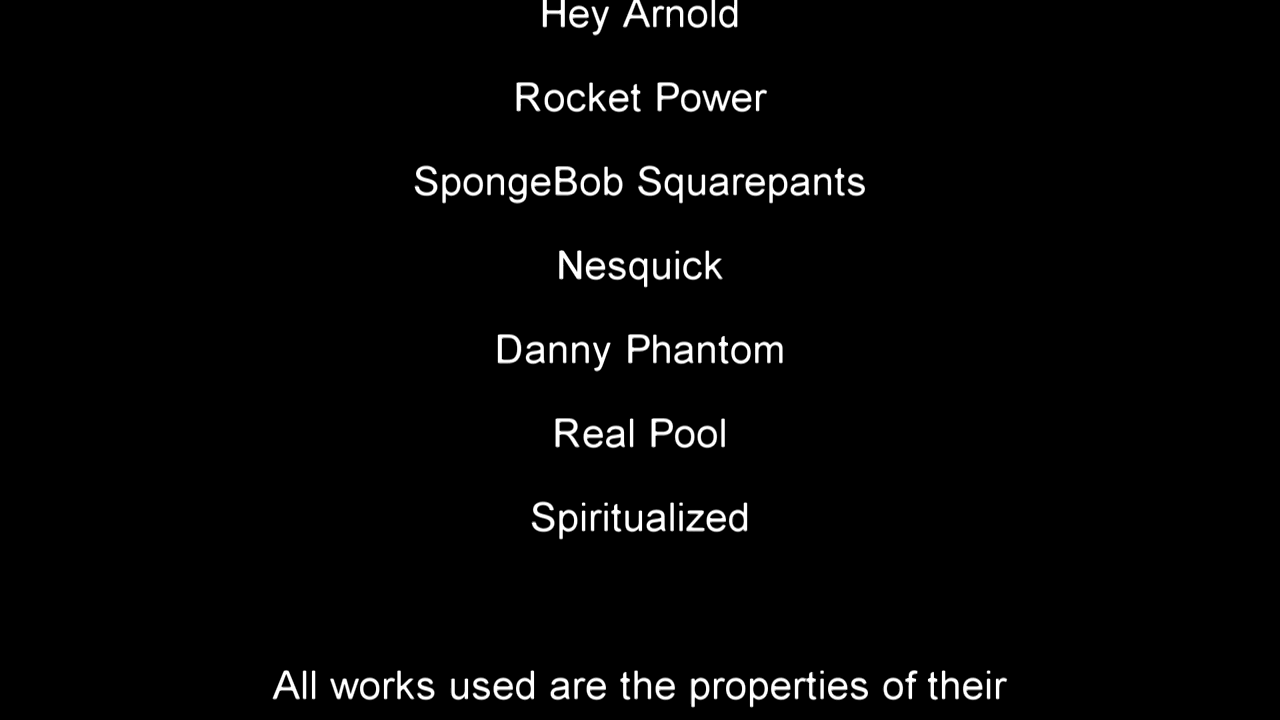 Hey Arnold
Rocket Power
SpongeBob Squarepants
Nesquick
Danny Phantom
Real Pool
Spiritualized
All works used are the properties of their